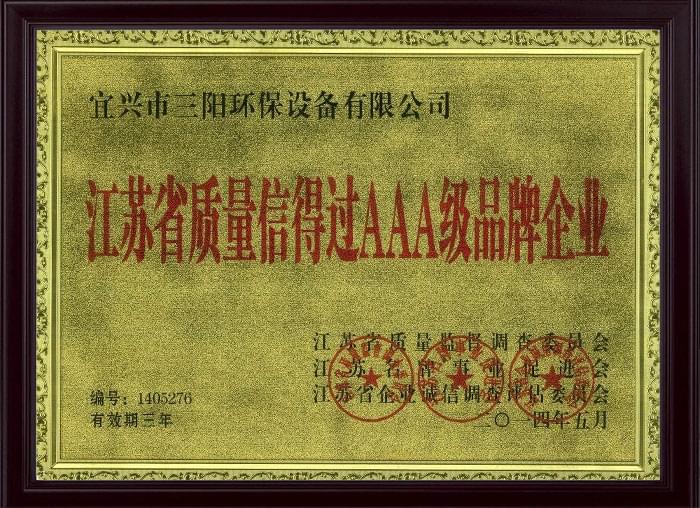 宜兴市三阳环保设备有限公司
江苏省质量信得过AAA级品牌企业
江苏省质量监督调查委员会
江苏省品牌事业促进会
江苏省企业诚信调查评估委员会
编号：1405276
有效期三年
二〇一四年五月